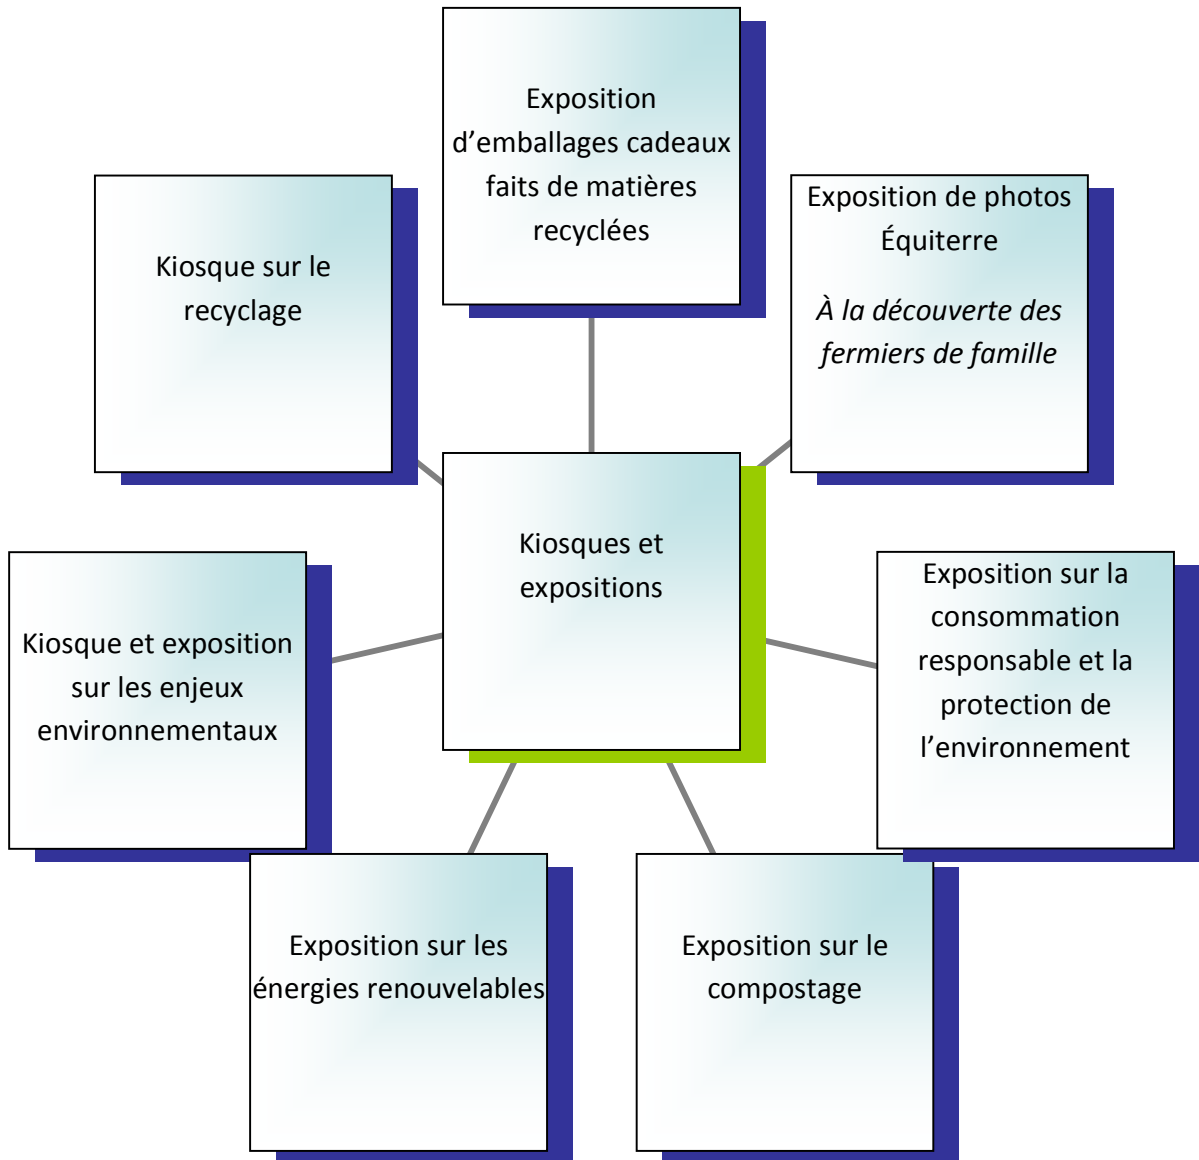 Exposition
d’emballages cadeaux
faits de matières
recyclées
Exposition de photos
Équiterre
À la découverte des
fermiers de famille
Kiosque sur le
recyclage
Kiosques et
expositions
Exposition sur la
consommation
responsable et la
protection de
l’environnement
Kiosque et exposition
sur les enjeux
environnementaux
Exposition sur les
énergies renouvelables
Exposition sur le
compostage